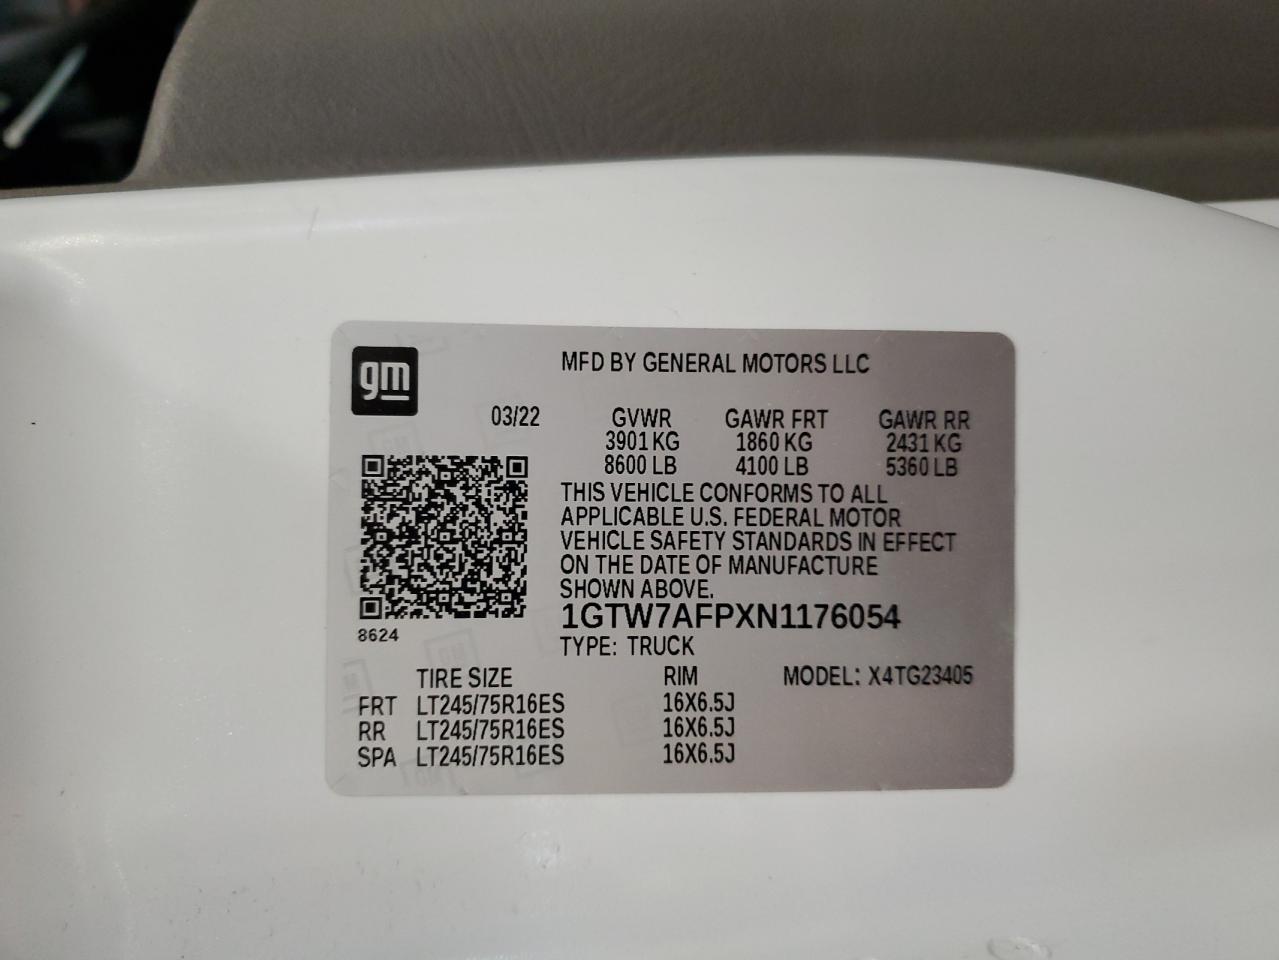 gm
MFD BY GENERAL MOTORS LLC
03/22 GVWR GAWR FRT GAWR RR
3901 KG 1860 KG 2431 KG
8600 LB 4100 LB 5360 LB
THIS VEHICLE CONFORMS TO ALL
APPLICABLE U.S. FEDERAL MOTOR
VEHICLE SAFETY STANDARDS IN EFFECT
ON THE DATE OF MANUFACTURE
SHOWN ABOVE.
1GTW7AFPXN1176054
8624
TYPE: TRUCK
TIRE SIZE RIM MODEL: X4TG23405
FRT LT245/75R16ES 16X6.5J
RR LT245/75R16ES 16X6.5J
SPA LT245/75R16ES 16X6.5J